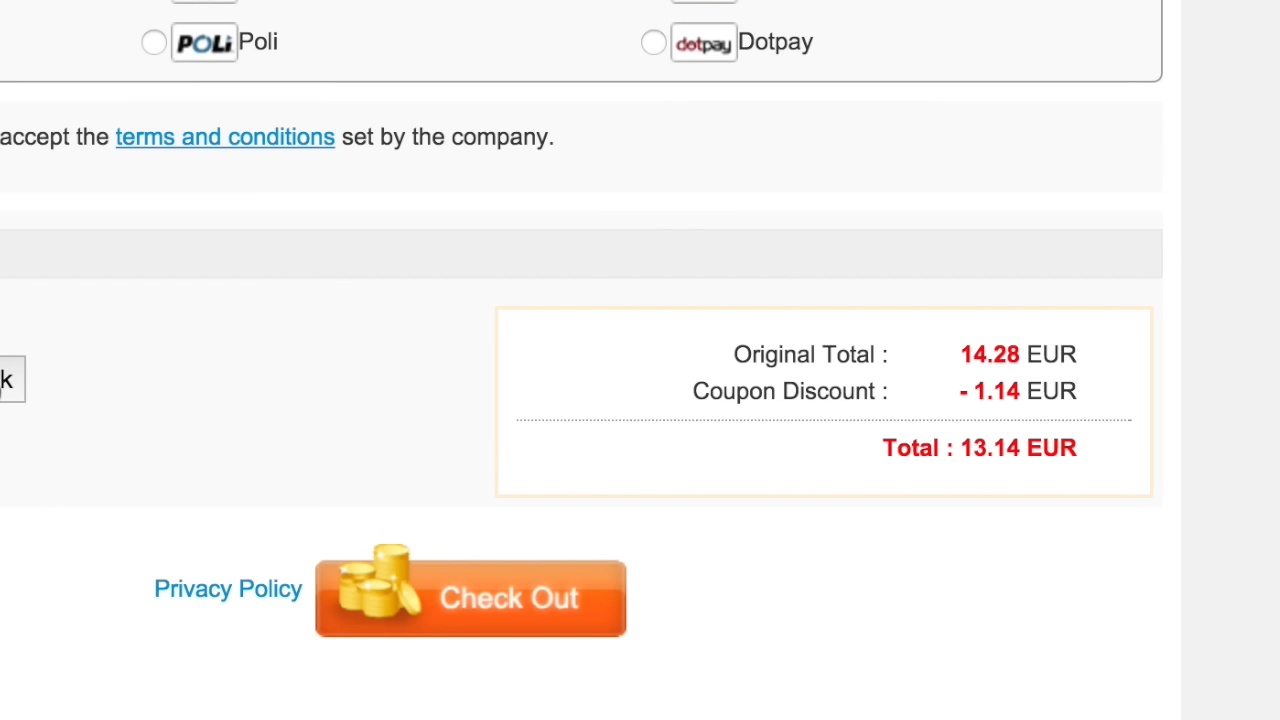 POLi Poli
dotpay Dotpay
accept the terms and conditions set by the company.
Original Total : 14.28 EUR
k
Coupon Discount : - 1.14 EUR
Total : 13.14 EUR
Privacy Policy
Check Out